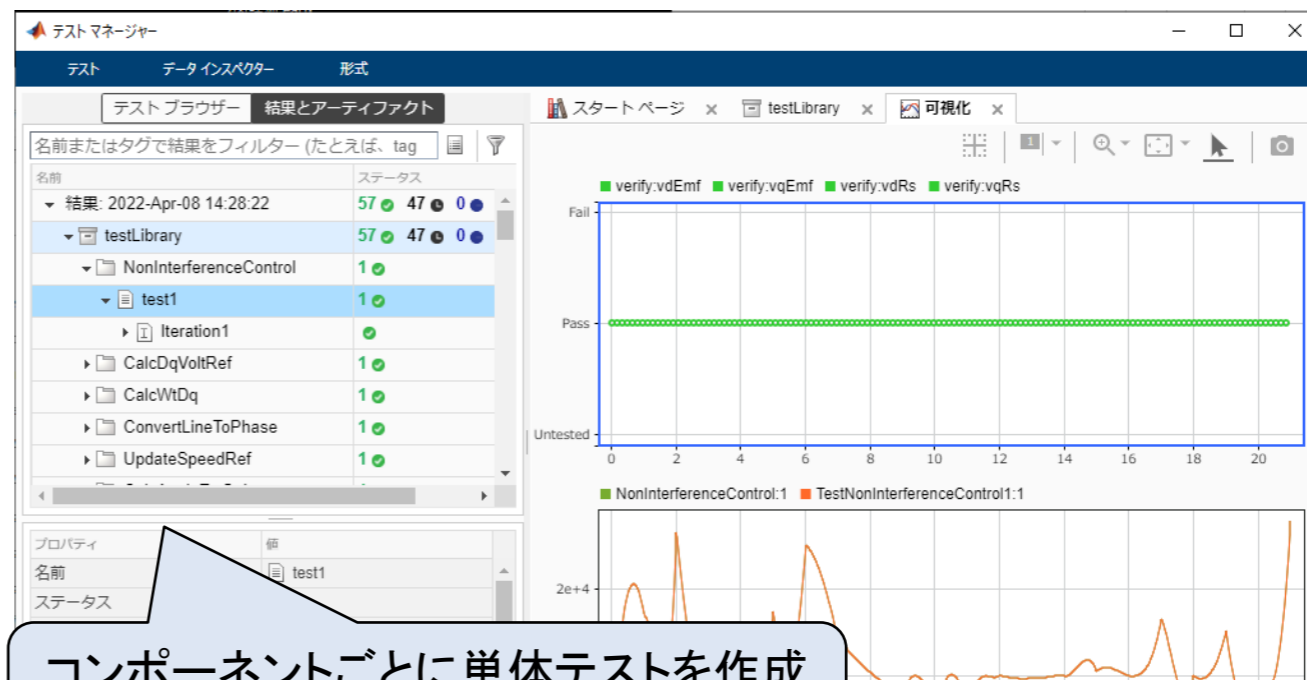 テスト マネージャー
テスト データ インスペクター 形式
テスト ブラウザー 結果とアーティファクト
スタート ページ × testLibrary × 可視化 ×
名前またはタグで結果をフィルター (たとえば、tag
名前 ステータス
結果: 2022-Apr-08 14:28:22 57 47 0
testLibrary 57 47 0
NonInterferenceControl 1
test1 1
Iteration1
CalcDqVoltRef 1
CalcWtDq 1
ConvertLineToPhase 1
UpdateSpeedRef 1
プロパティ 値
名前 test1
ステータス
1
verify:vdEmf verify:vqEmf verify:vdRs verify:vqRs
Fail
Pass
Untested
0 2 4 6 8 10 12 14 16 18 20
NonInterferenceControl:1 TestNonInterferenceControl1:1
2e+4
コンポーネントごとに単体テストを作成